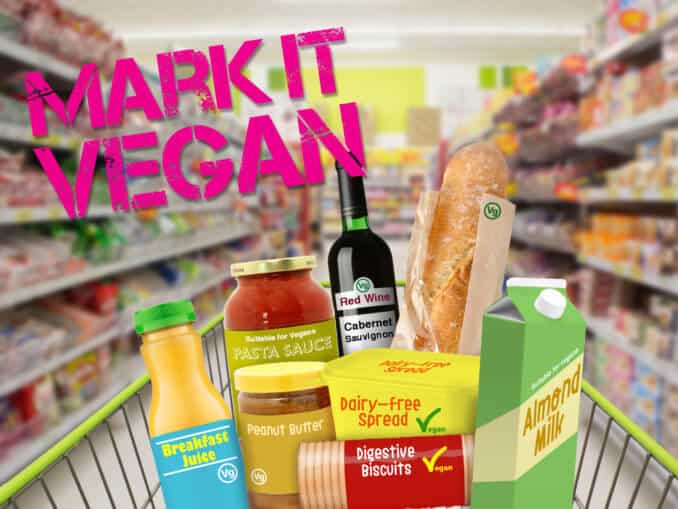 MARK IT
VEGAN
Vg
Vg
Red Wine
Cabernet
Sauvignon
Suitable for Vegans
PASTA SAUCE
Dairy-free
Spread
Dairy-free
Spread
vegan
Suitable for vegans
Almond
Milk
Peanut Butter
Vg
Breakfast
Juice
Vg
Digestive
Biscuits
vegan